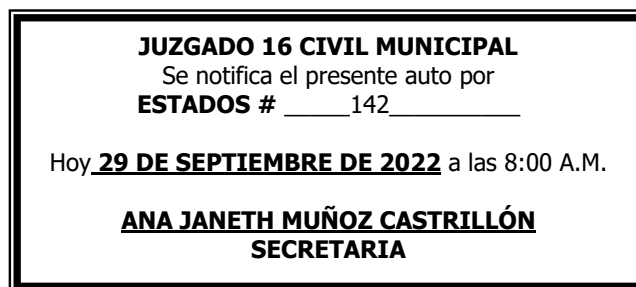 JUZGADO 16 CIVIL MUNICIPAL
Se notifica el presente auto por
ESTADOS # _____142__________
Hoy 29 DE SEPTIEMBRE DE 2022 a las 8:00 A.M.
ANA JANETH MUÑOZ CASTRILLÓN
SECRETARIA